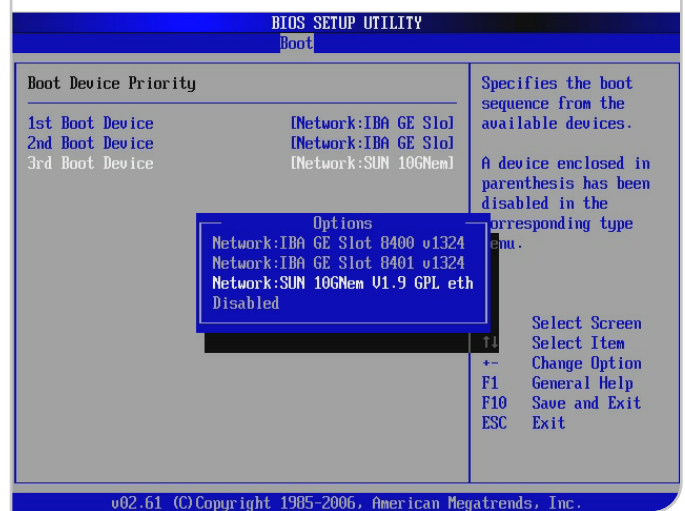 BIOS SETUP UTILITY
Boot
Boot Device Priority
1st Boot Device [Network:IBA GE Slo]
2nd Boot Device [Network:IBA GE Slo]
3rd Boot Device [Network:SUN 10GNem]
Options
Network:IBA GE Slot 8400 v1324
Network:IBA GE Slot 8401 v1324
Network:SUN 10GNem V1.9 GPL eth
Disabled
Specifies the boot
sequence from the
available devices.
A device enclosed in
parenthesis has been
disabled in the
orresponding type
enu.
Select Screen
↑↓ Select Item
+- Change Option
F1 General Help
F10 Save and Exit
ESC Exit
v02.61 (C)Copyright 1985-2006, American Megatrends, Inc.